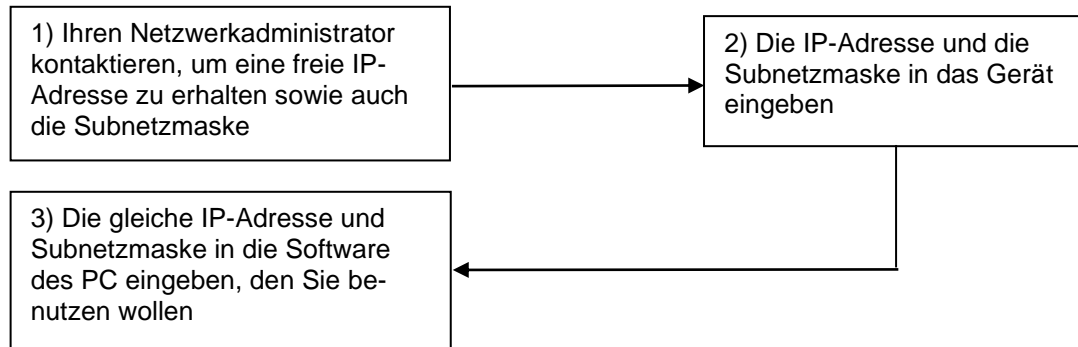 1) Ihren Netzwerkadministrator
kontaktieren, um eine freie IP-
Adresse zu erhalten sowie auch
die Subnetzmaske
2) Die IP-Adresse und die
Subnetzmaske in das Gerät
eingeben
3) Die gleiche IP-Adresse und
Subnetzmaske in die Software
des PC eingeben, den Sie be-
nutzen wollen